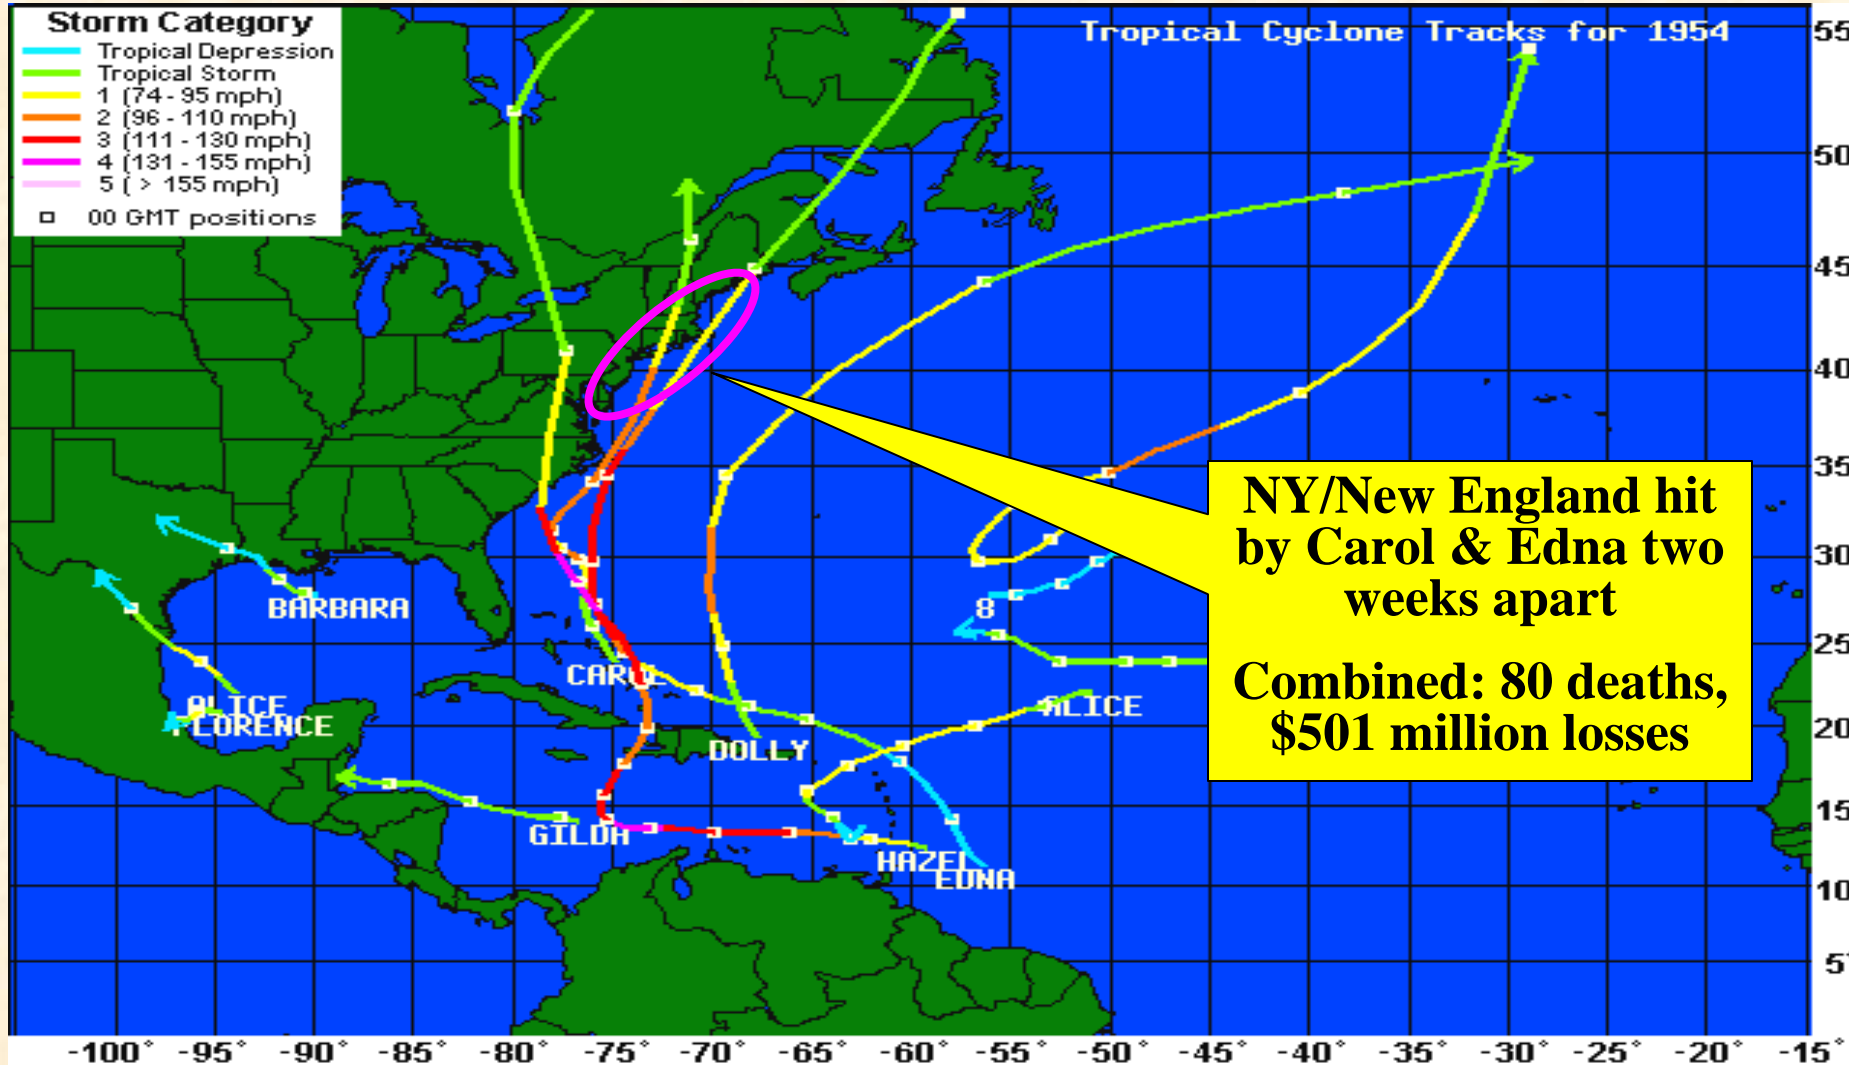 Storm Category
Tropical Depression
Tropical Storm
1 (74-95 mph)
2 (96-110 mph)
3 (111-130 mph)
4 (131-155 mph)
5 ( > 155 mph)
00 GMT positions
Tropical Cyclone Tracks for 1954
55
50
45
40
35
30
25
20
15
10
5°
NY/New England hit
by Carol & Edna two
weeks apart
Combined: 80 deaths,
$501 million losses
BARBARA
8
CAROL
ALICE
FLORENCE
ALICE
DOLLY
GILDA
HAZEL
EDNA
-100° -95° -90° -85° -80° -75° -70° -65° -60° -55° -50° -45° -40° -35° -30° -25° -20° -15°